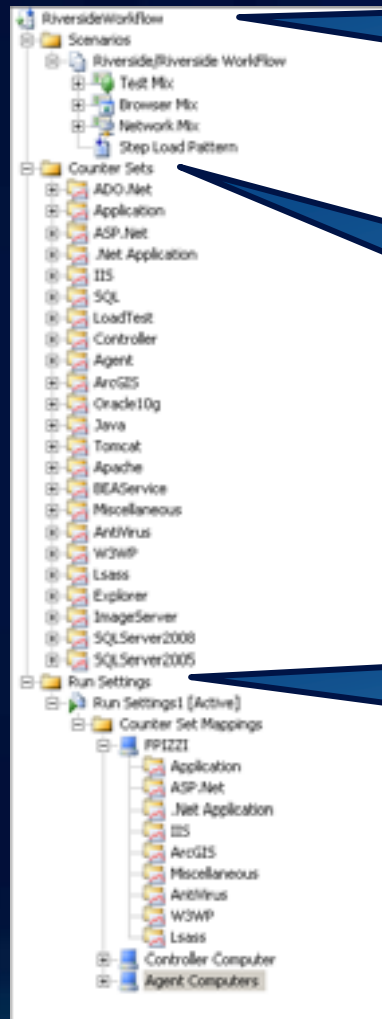 RiversideWorkflow
Scenarios
Riverside/Riverside WorkFlow
Test Mix
Browser Mix
Network Mix
Step Load Pattern
Counter Sets
ADO.Net
Application
ASP.Net
.Net Application
IIS
SQL
LoadTest
Controller
Agent
ArcGIS
Oracle10g
Java
Tomcat
Apache
BEAService
Miscellaneous
AntiVirus
W3WP
Lsass
Explorer
ImageServer
SQLServer2008
SQLServer2005
Run Settings
Run Settings1 [Active]
Counter Set Mappings
FPIZZI
Application
ASP.Net
.Net Application
IIS
ArcGIS
Miscellaneous
AntiVirus
W3WP
Lsass
Controller Computer
Agent Computers